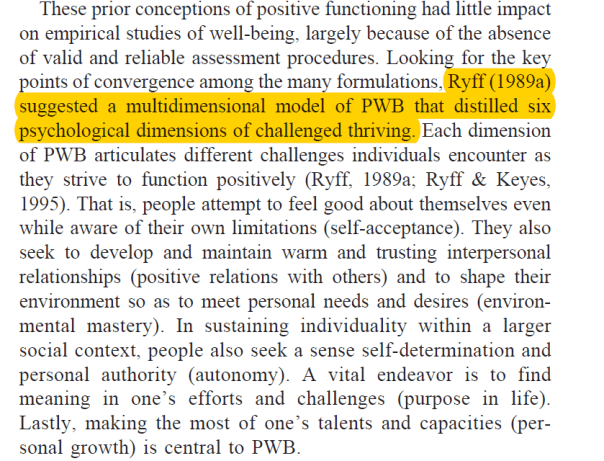 These prior conceptions of positive functioning had little impact
on empirical studies of well-being, largely because of the absence
of valid and reliable assessment procedures. Looking for the key
points of convergence among the many formulations, Ryff (1989a)
suggested a multidimensional model of PWB that distilled six
psychological dimensions of challenged thriving. Each dimension
of PWB articulates different challenges individuals encounter as
they strive to function positively (Ryff, 1989a; Ryff & Keyes,
1995). That is, people attempt to feel good about themselves even
while aware of their own limitations (self-acceptance). They also
seek to develop and maintain warm and trusting interpersonal
relationships (positive relations with others) and to shape their
environment so as to meet personal needs and desires (environ-
mental mastery). In sustaining individuality within a larger
social context, people also seek a sense self-determination and
personal authority (autonomy). A vital endeavor is to find
meaning in one's efforts and challenges (purpose in life).
Lastly, making the most of one's talents and capacities (per-
sonal growth) is central to PWB.